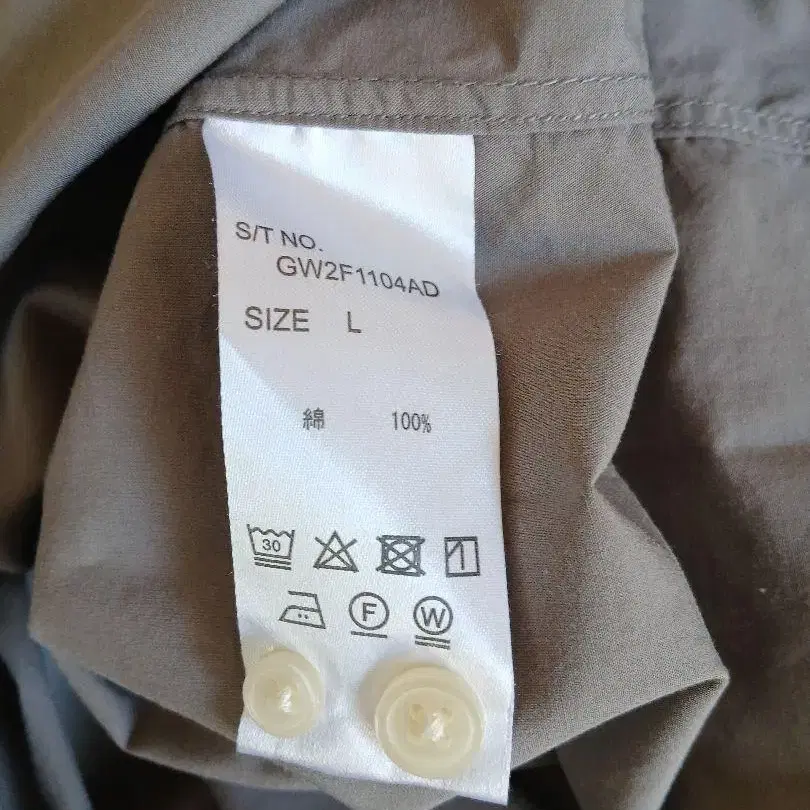 S/T NO.
GW2F1104AD
SIZE L
綿 100%
30
F W